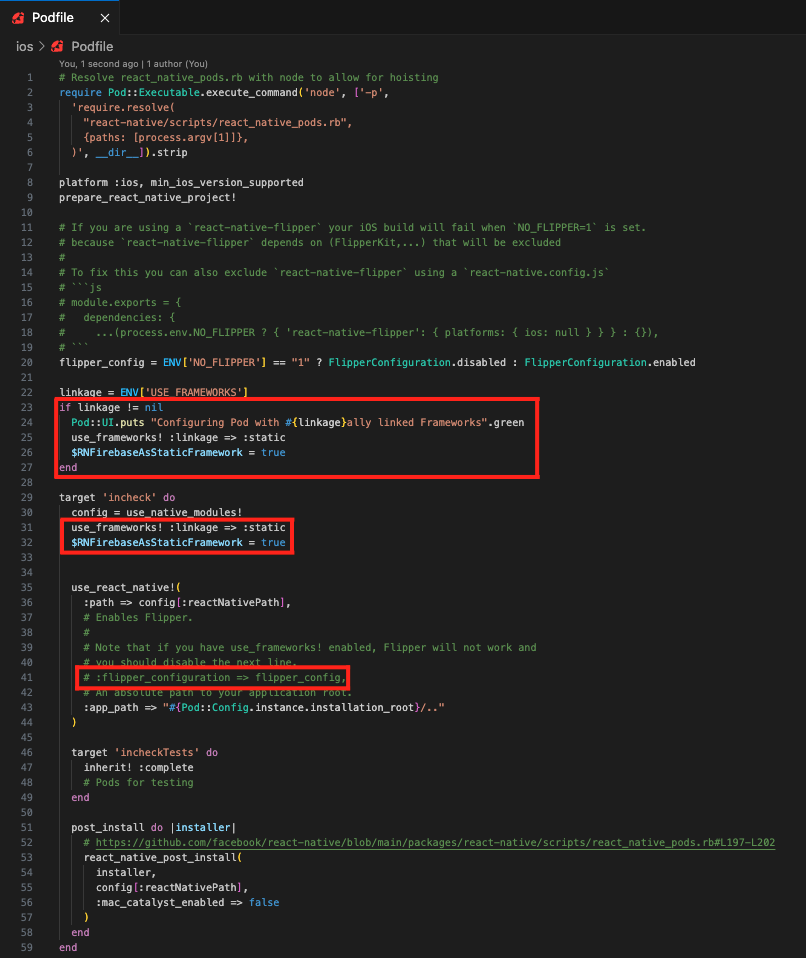 Podfile
ios > Podfile
You, 1 second ago | 1 author (You)
1 # Resolve react_native_pods.rb with node to allow for hoisting
2 require Pod::Executable.execute_command('node', ['-p',
3   'require.resolve(
4     "react-native/scripts/react_native_pods.rb",
5     {paths: [process.argv[1]]},
6   )', __dir__]).strip
7
8 platform :ios, min_ios_version_supported
9 prepare_react_native_project!
10
11 # If you are using a `react-native-flipper` your iOS build will fail when `NO_FLIPPER=1` is set.
12 # because `react-native-flipper` depends on (FlipperKit,...) that will be excluded
13 #
14 # To fix this you can also exclude `react-native-flipper` using a `react-native.config.js`
15 # ```js
16 # module.exports = {
17 #   dependencies: {
18 #     ...(process.env.NO_FLIPPER ? { 'react-native-flipper': { platforms: { ios: null } } } : {}),
19 # ```
20 flipper_config = ENV['NO_FLIPPER'] == "1" ? FlipperConfiguration.disabled : FlipperConfiguration.enabled
21
22 linkage = ENV['USE_FRAMEWORKS']
23 if linkage != nil
24   Pod::UI.puts "Configuring Pod with #{linkage}ally linked Frameworks".green
25   use_frameworks! :linkage => :static
26   $RNFirebaseAsStaticFramework = true
27 end
28
29 target 'incheck' do
30   config = use_native_modules!
31   use_frameworks! :linkage => :static
32   $RNFirebaseAsStaticFramework = true
33
34
35   use_react_native!(
36     :path => config[:reactNativePath],
37     # Enables Flipper.
38     #
39     # Note that if you have use_frameworks! enabled, Flipper will not work and
40     # you should disable the next line.
41     # :flipper_configuration => flipper_config,
42     # An absolute path to your application root.
43     :app_path => "#{Pod::Config.instance.installation_root}/.."
44   )
45
46   target 'incheckTests' do
47     inherit! :complete
48     # Pods for testing
49   end
50
51   post_install do |installer|
52     # https://github.com/facebook/react-native/blob/main/packages/react-native/scripts/react_native_pods.rb#L197-L202
53     react_native_post_install(
54       installer,
55       config[:reactNativePath],
56       :mac_catalyst_enabled => false
57     )
58   end
59 end